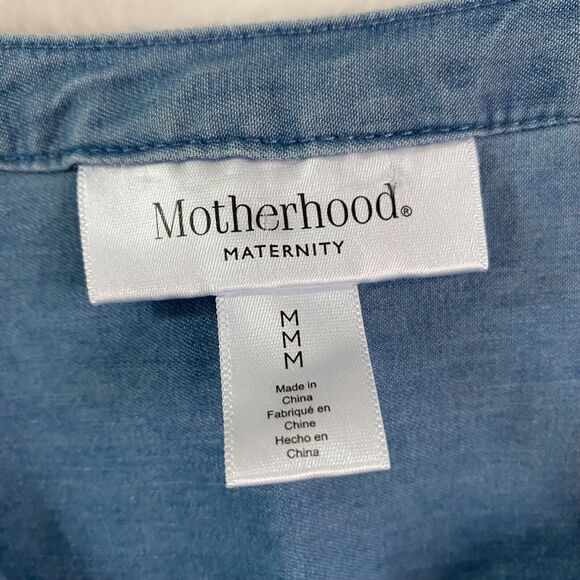 Motherhood®
MATERNITY
M
M
M
Made in
China
Fabriqué en
Chine
Hecho en
China